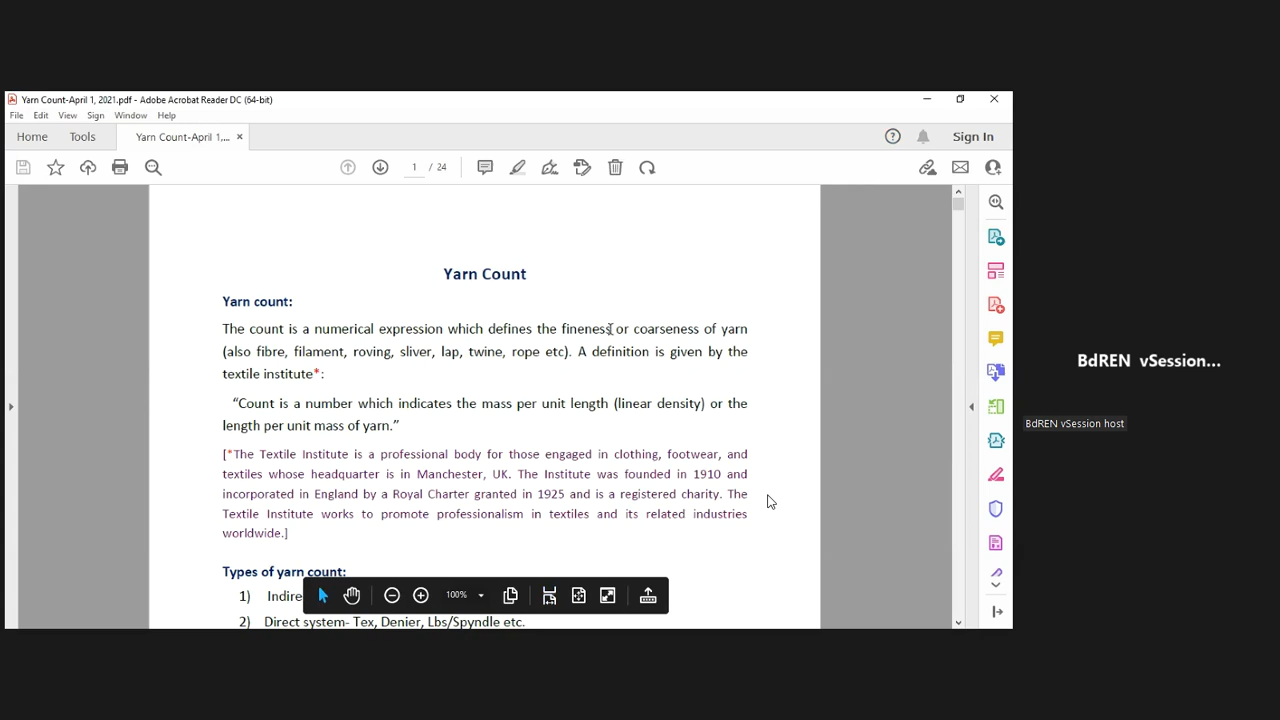 Yarn Count-April 1, 2021.pdf - Adobe Acrobat Reader DC (64-bit)
File Edit View Sign Window Help
Home Tools Yarn Count-April 1,... × Sign In
1 / 24
Yarn Count
Yarn count:
The count is a numerical expression which defines the fineness or coarseness of yarn
(also fibre, filament, roving, sliver, lap, twine, rope etc). A definition is given by the
textile institute*:
“Count is a number which indicates the mass per unit length (linear density) or the
length per unit mass of yarn.”
[*The Textile Institute is a professional body for those engaged in clothing, footwear, and
textiles whose headquarter is in Manchester, UK. The Institute was founded in 1910 and
incorporated in England by a Royal Charter granted in 1925 and is a registered charity. The
Textile Institute works to promote professionalism in textiles and its related industries
worldwide.]
Types of yarn count:
1) Indire
100%
2) Direct system- Tex, Denier, Lbs/Spyndle etc.
BdREN vSession...
BdREN vSession host